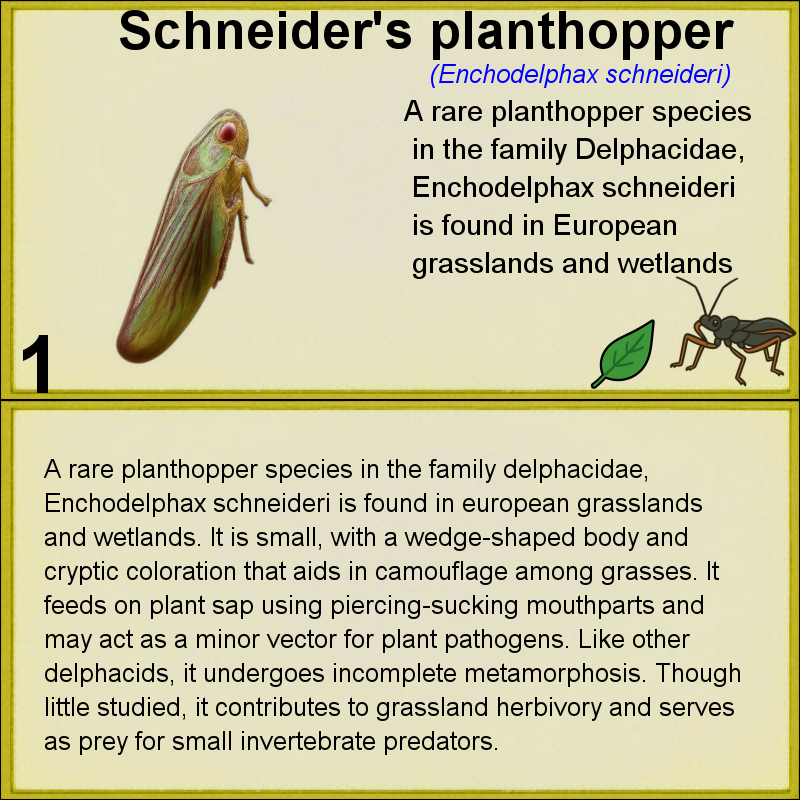 Schneider's planthopper
(Enchodelphax schneideri)
A rare planthopper species
in the family Delphacidae,
Enchodelphax schneideri
is found in European
grasslands and wetlands
1
A rare planthopper species in the family delphacidae,
Enchodelphax schneideri is found in european grasslands
and wetlands. It is small, with a wedge-shaped body and
cryptic coloration that aids in camouflage among grasses. It
feeds on plant sap using piercing-sucking mouthparts and
may act as a minor vector for plant pathogens. Like other
delphacids, it undergoes incomplete metamorphosis. Though
little studied, it contributes to grassland herbivory and serves
as prey for small invertebrate predators.